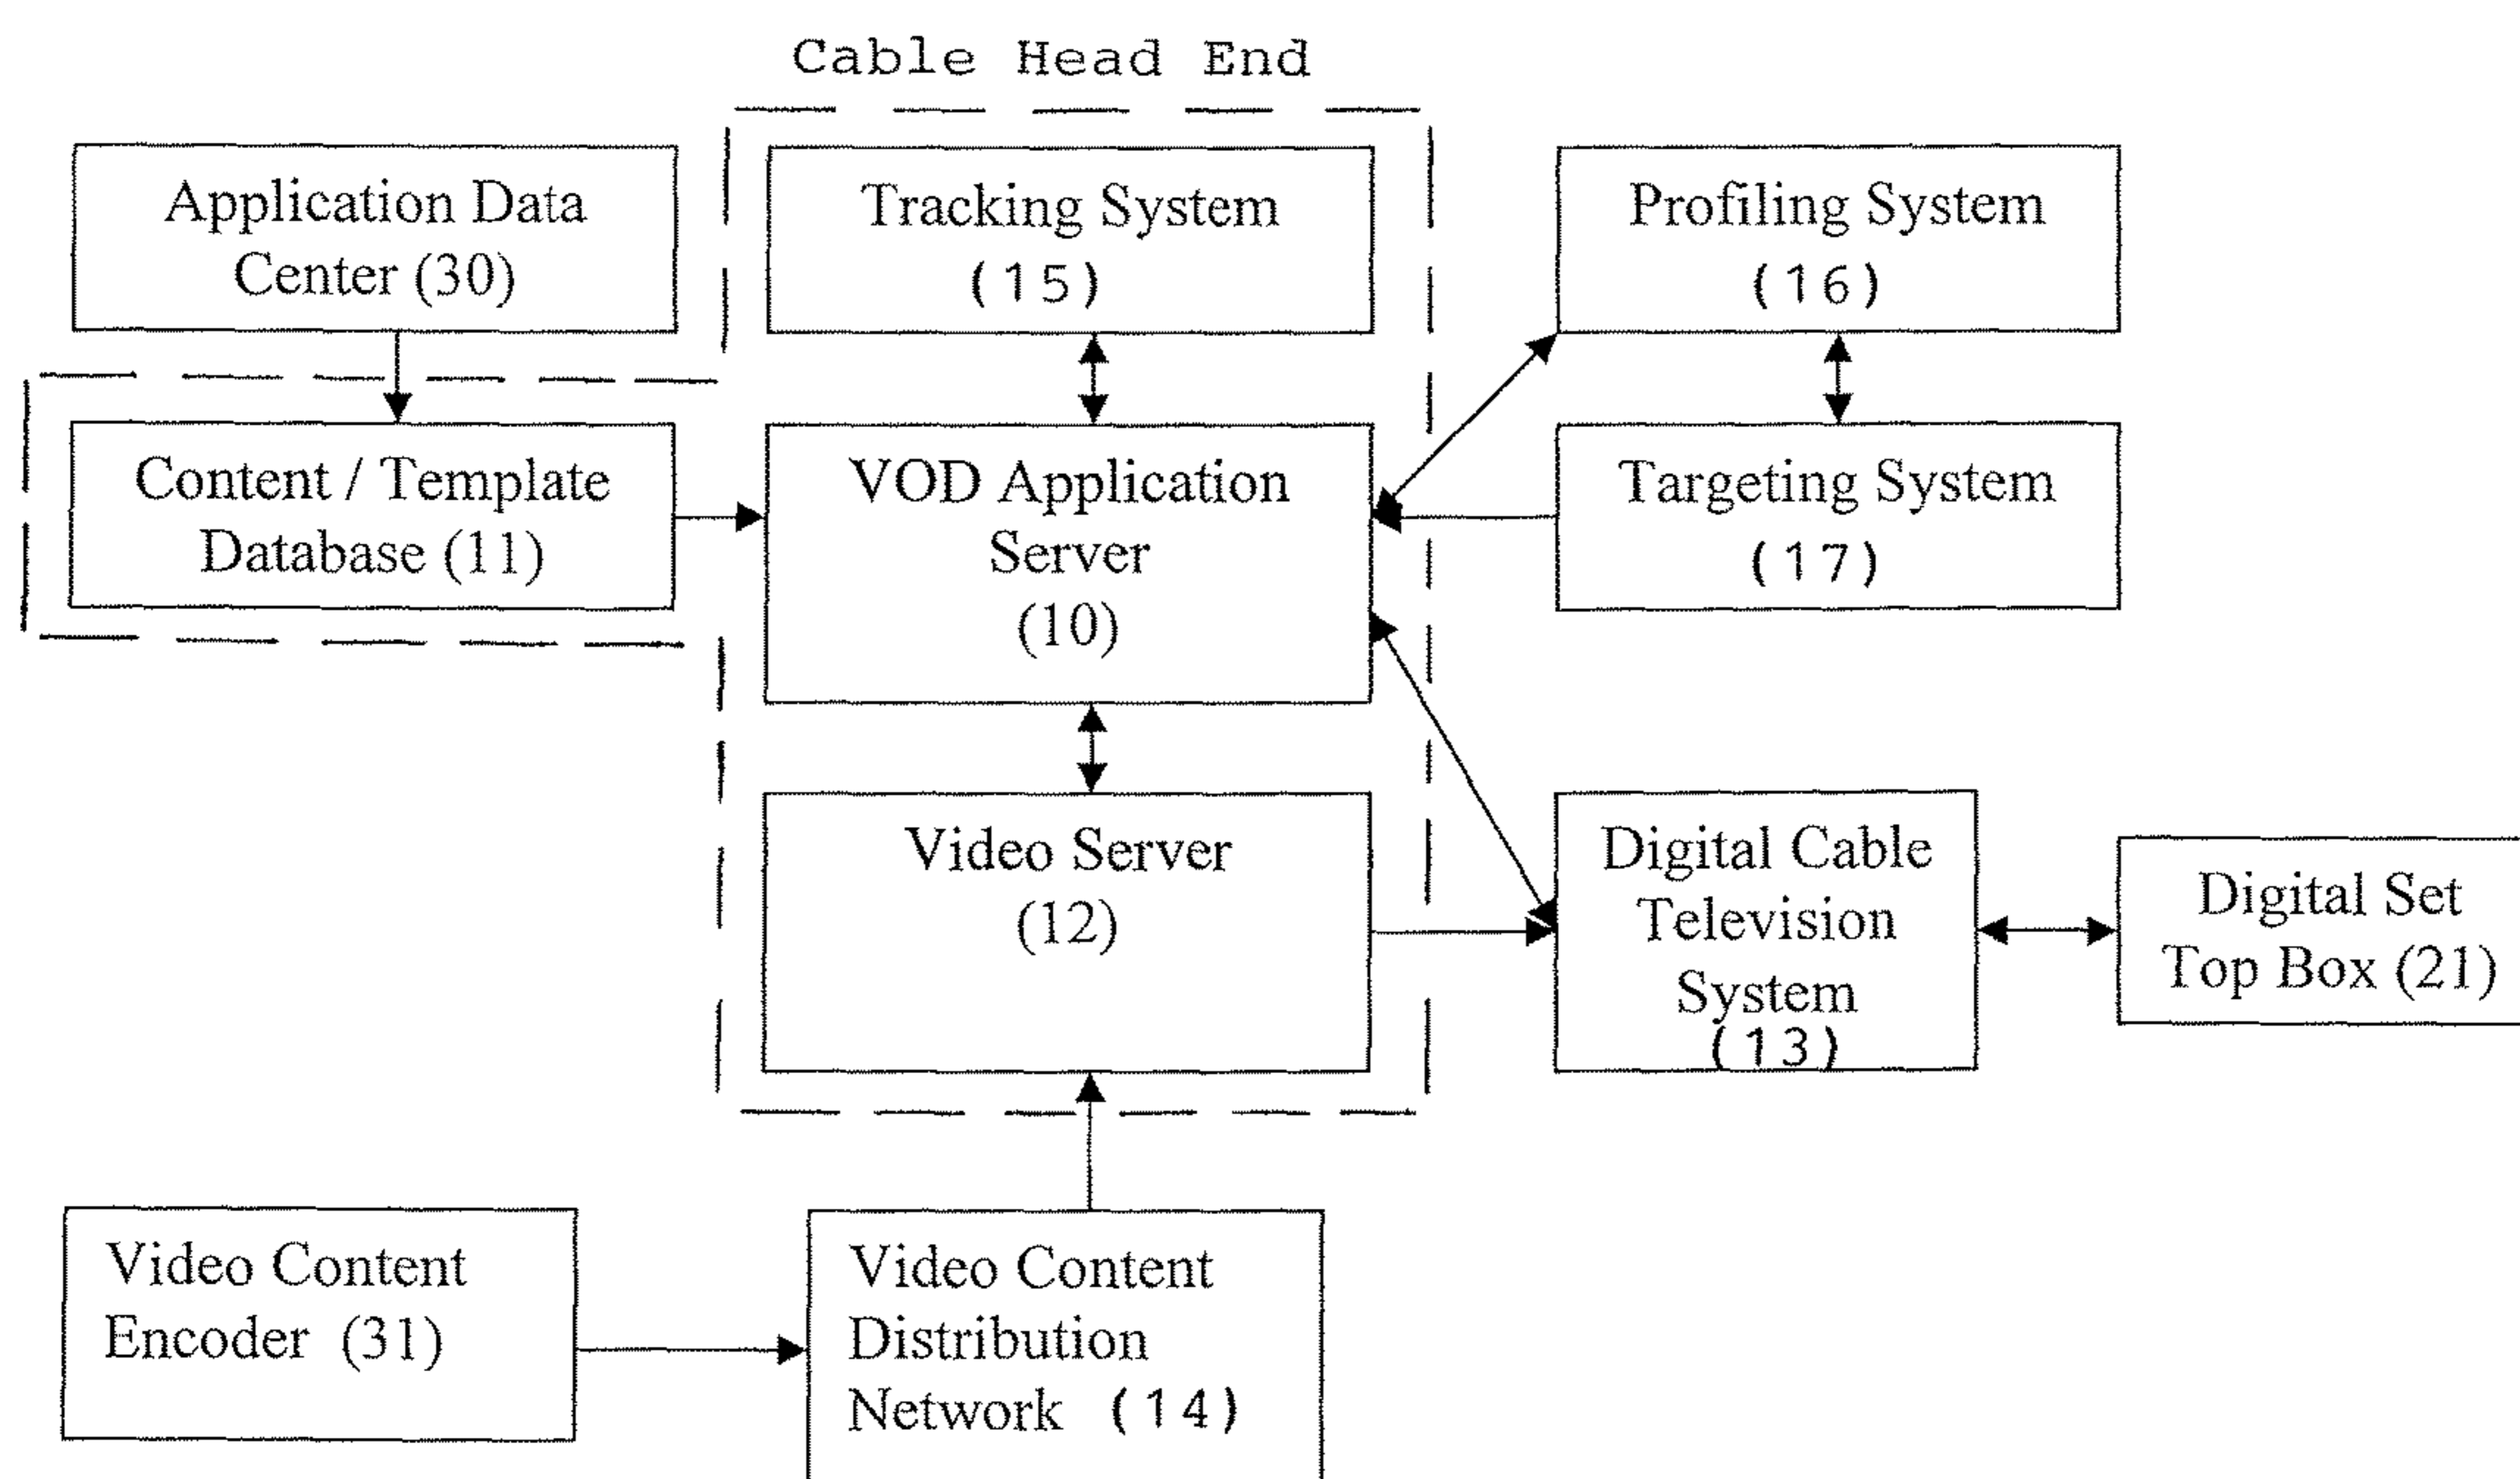 Cable Head End
Application Data
Center (30)
Tracking System
(15)
Profiling System
(16)
Content / Template
Database (11)
VOD Application
Server
(10)
Targeting System
(17)
Video Server
(12)
Digital Cable
Television
System
(13)
Digital Set
Top Box (21)
Video Content
Encoder (31)
Video Content
Distribution
Network (14)